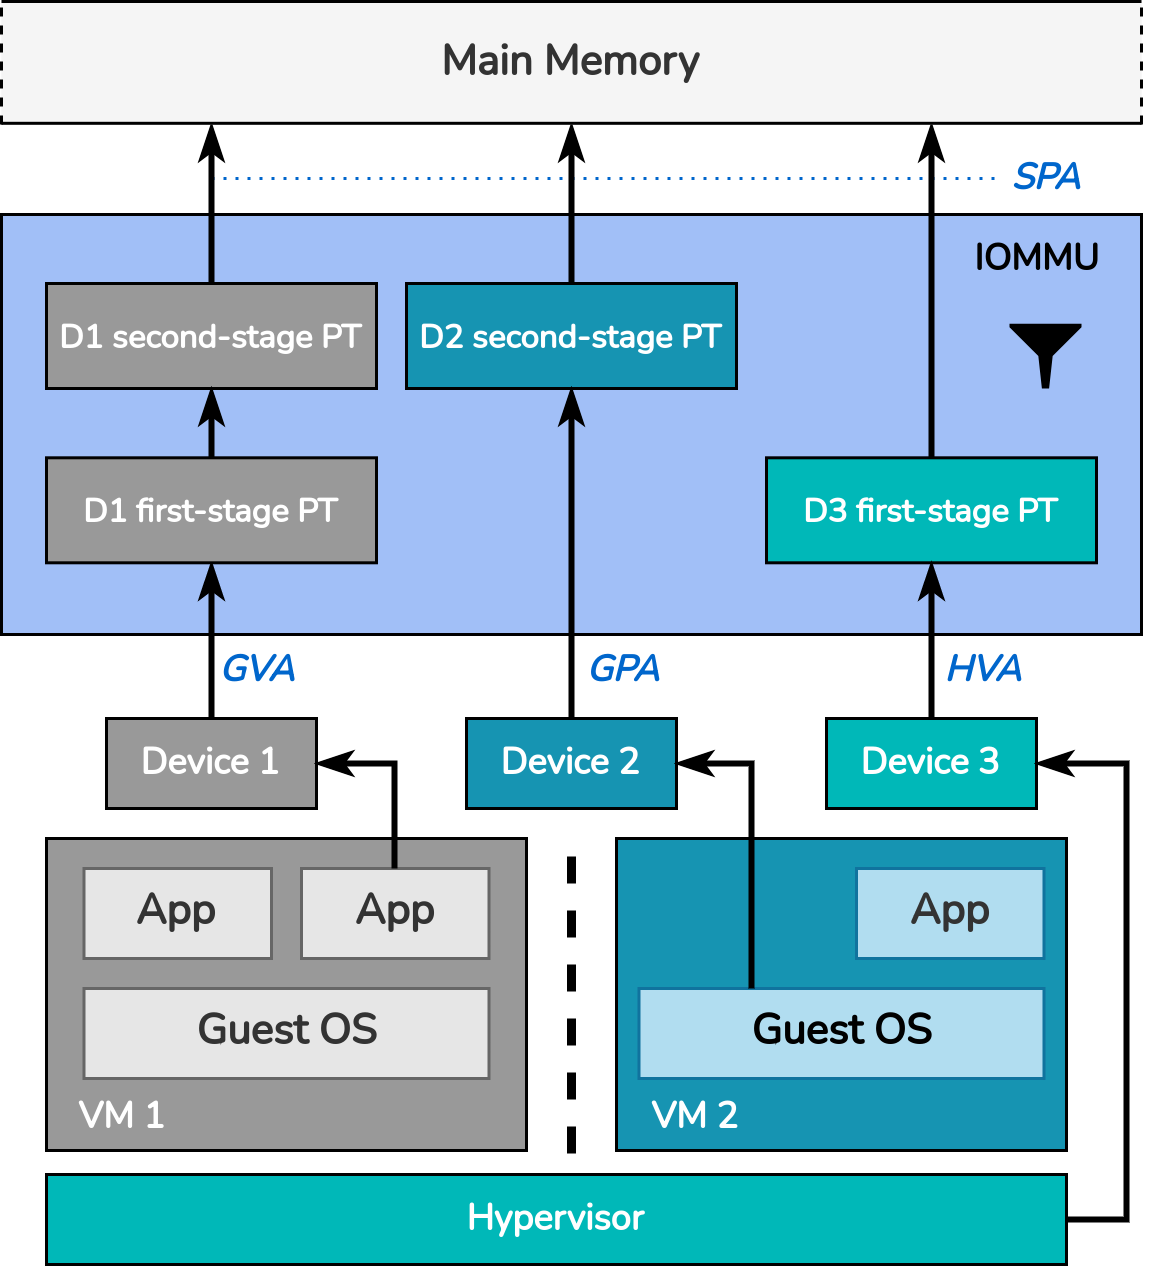 Main Memory
SPA
IOMMU
D1 second-stage PT
D2 second-stage PT
D1 first-stage PT
D3 first-stage PT
GVA
GPA
HVA
Device 1
Device 2
Device 3
App
App
App
Guest OS
Guest OS
VM 1
VM 2
Hypervisor